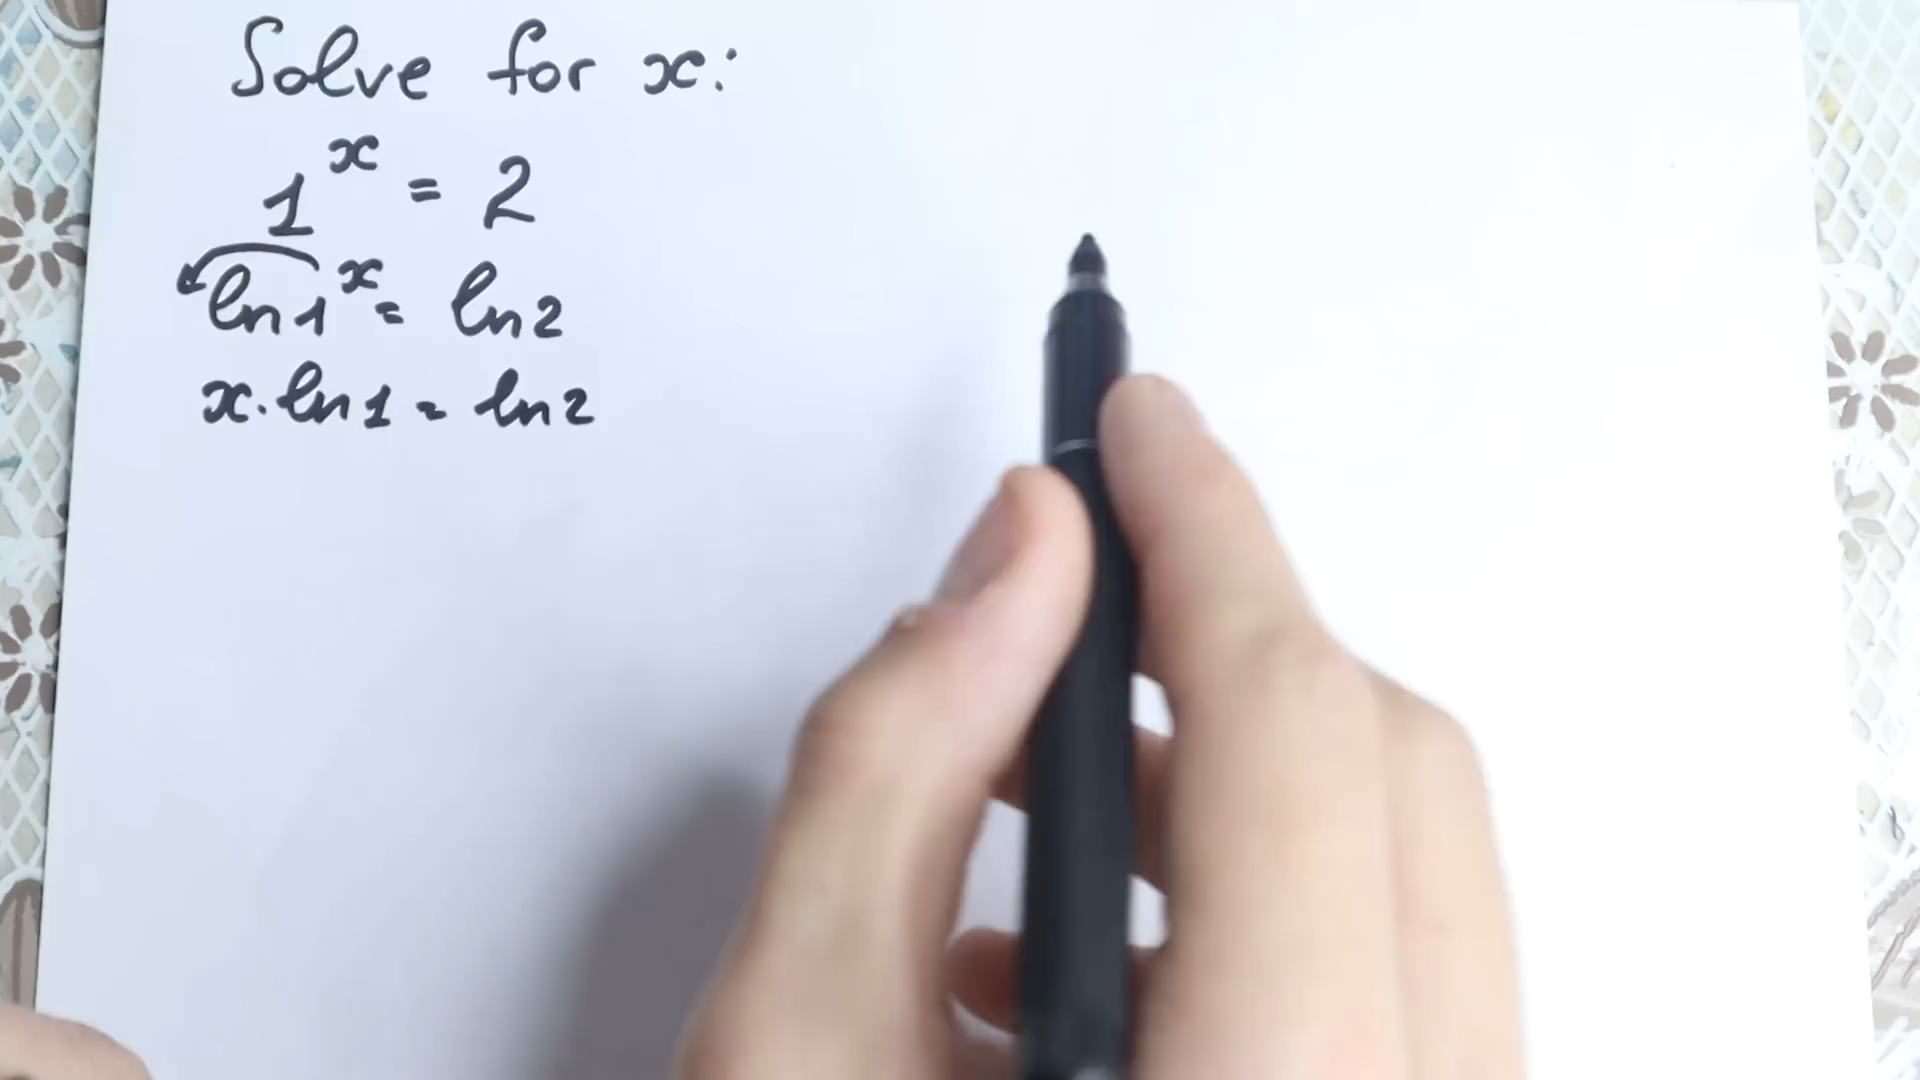 Solve for x:
1^x = 2
ln 1^x = ln 2
x · ln 1 = ln 2